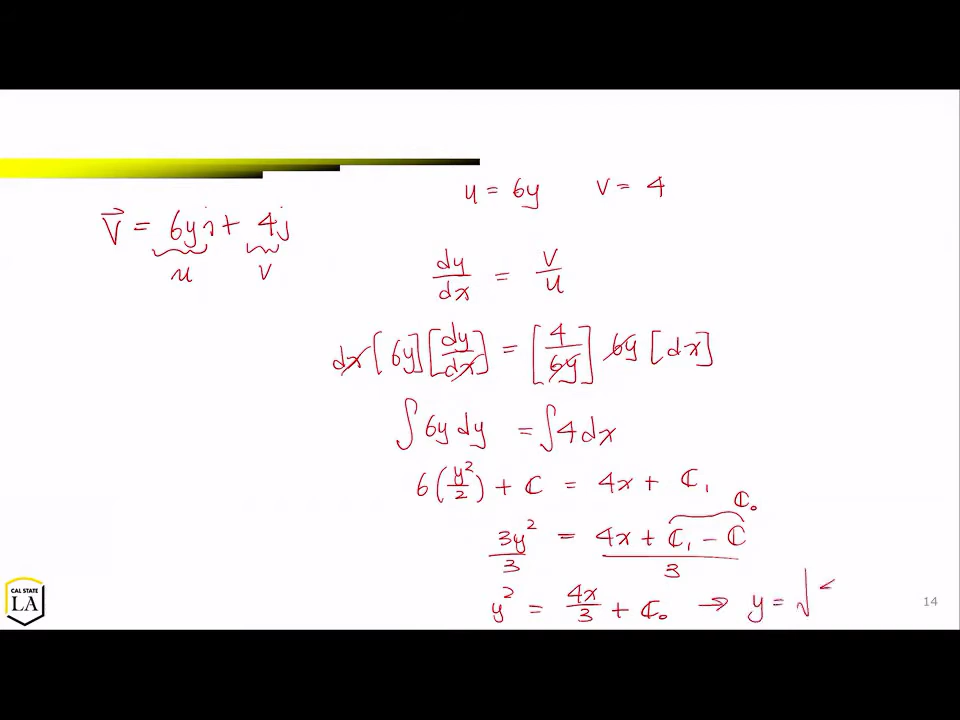 V⃗ = 6yi + 4j
u v
u = 6y v = 4
dy/dx = v/u
dx [6y] [dy/dx] = [4/6y] 6y [dx]
∫ 6y dy = ∫ 4 dx
6(y²/2) + C = 4x + C₁
C₀
3y²/3 = (4x + C₁ - C)/3
y² = 4x/3 + C₀ → y = √
CAL STATE
LA
14